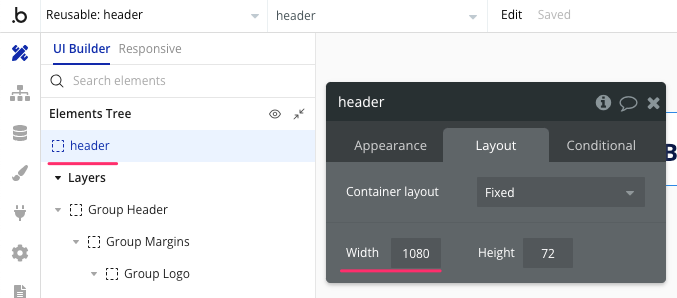 .b Reusable: header header Edit Saved
UI Builder Responsive
Search elements
Elements Tree
header
Layers
Group Header
Group Margins
Group Logo
header
Appearance Layout Conditional
Container layout Fixed
Width 1080 Height 72
B